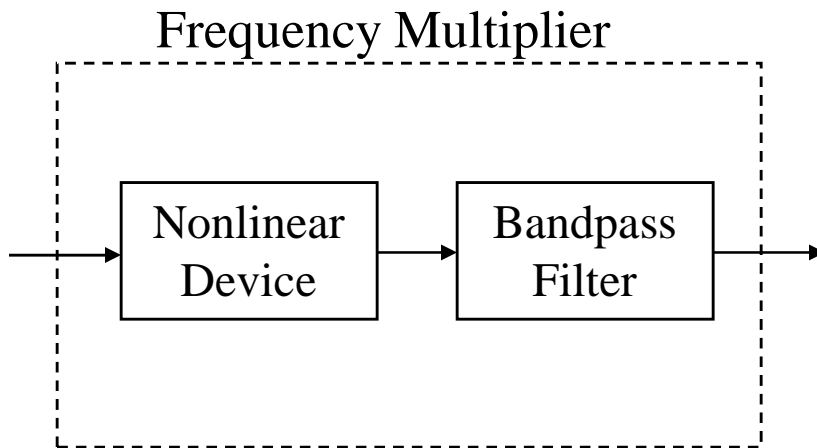 Frequency Multiplier
Nonlinear
Device
Bandpass
Filter